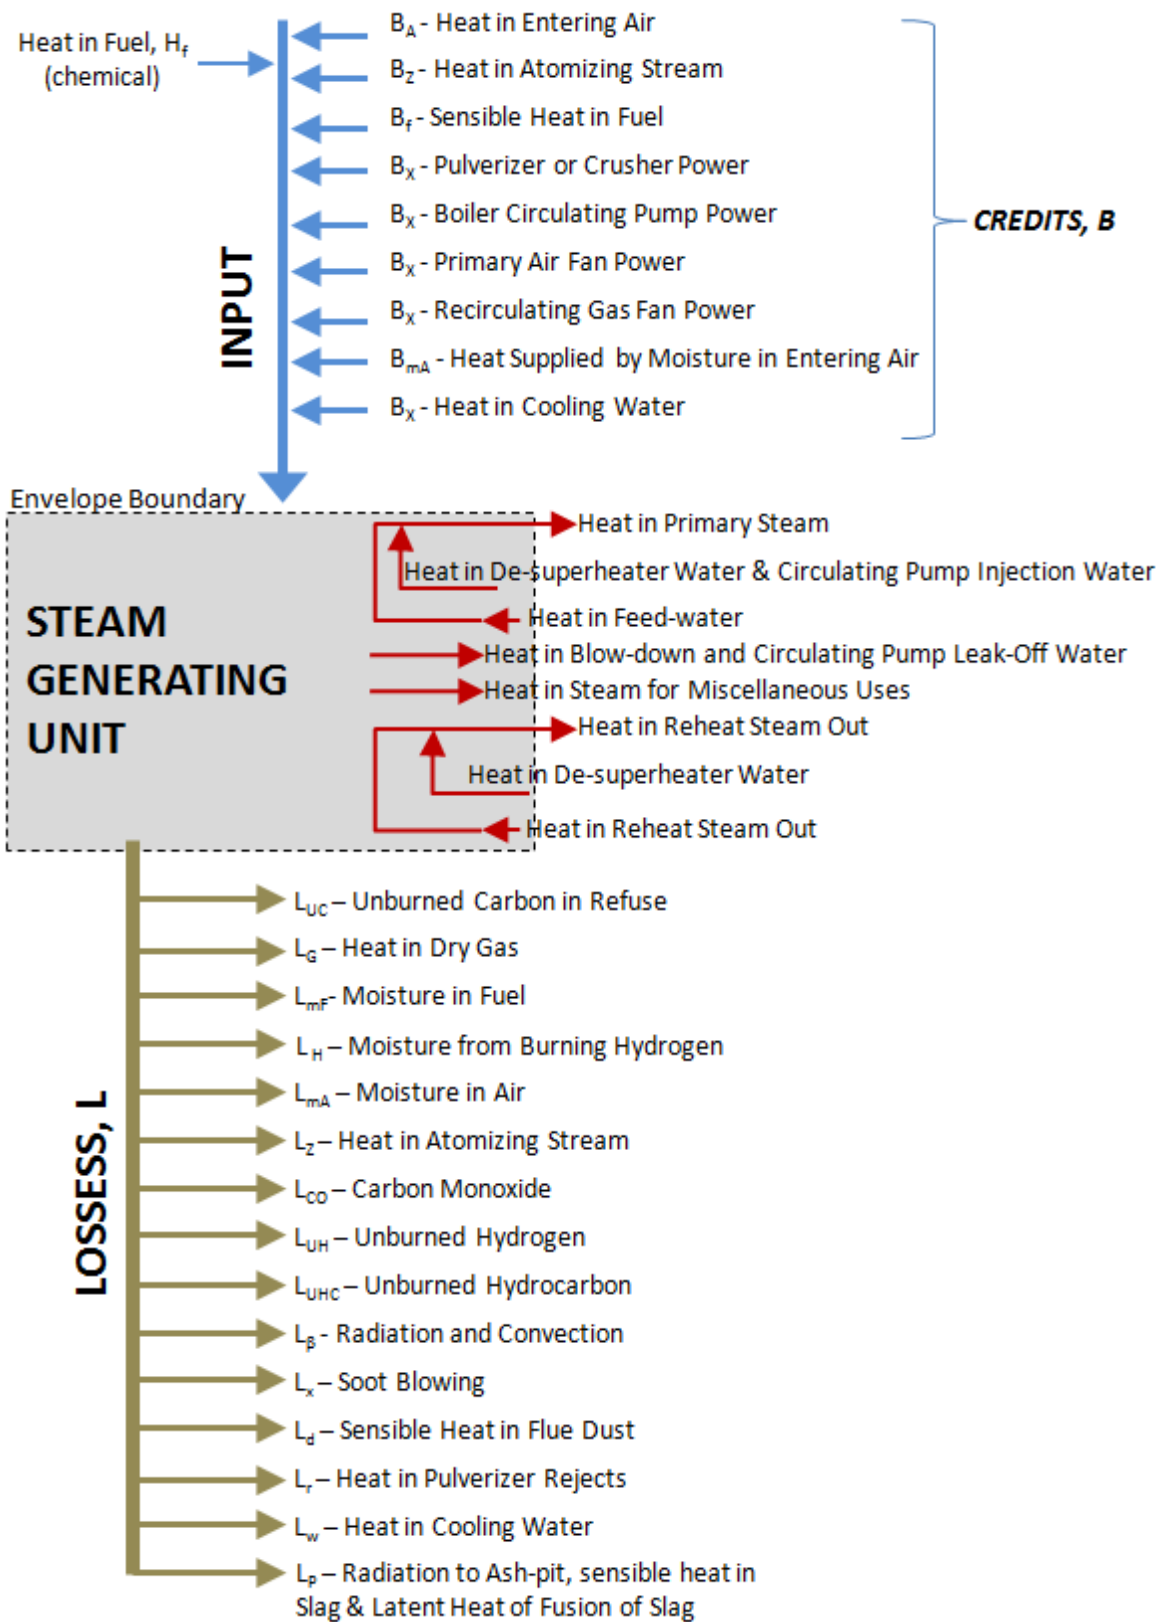 Heat in Fuel, Hf
(chemical)
BA - Heat in Entering Air
BZ - Heat in Atomizing Stream
Bf - Sensible Heat in Fuel
BX - Pulverizer or Crusher Power
BX - Boiler Circulating Pump Power
BX - Primary Air Fan Power
BX - Recirculating Gas Fan Power
BmA - Heat Supplied by Moisture in Entering Air
BX - Heat in Cooling Water
CREDITS, B
INPUT
Envelope Boundary
STEAM
GENERATING
UNIT
Heat in Primary Steam
Heat in De-superheater Water & Circulating Pump Injection Water
Heat in Feed-water
Heat in Blow-down and Circulating Pump Leak-Off Water
Heat in Steam for Miscellaneous Uses
Heat in Reheat Steam Out
Heat in De-superheater Water
Heat in Reheat Steam Out
LOSSESS, L
LUC – Unburned Carbon in Refuse
LG – Heat in Dry Gas
LmF- Moisture in Fuel
LH – Moisture from Burning Hydrogen
LmA – Moisture in Air
LZ – Heat in Atomizing Stream
LCO – Carbon Monoxide
LUH – Unburned Hydrogen
LUHC – Unburned Hydrocarbon
Lβ - Radiation and Convection
Lx – Soot Blowing
Ld – Sensible Heat in Flue Dust
Lr – Heat in Pulverizer Rejects
Lw – Heat in Cooling Water
LP – Radiation to Ash-pit, sensible heat in
Slag & Latent Heat of Fusion of Slag